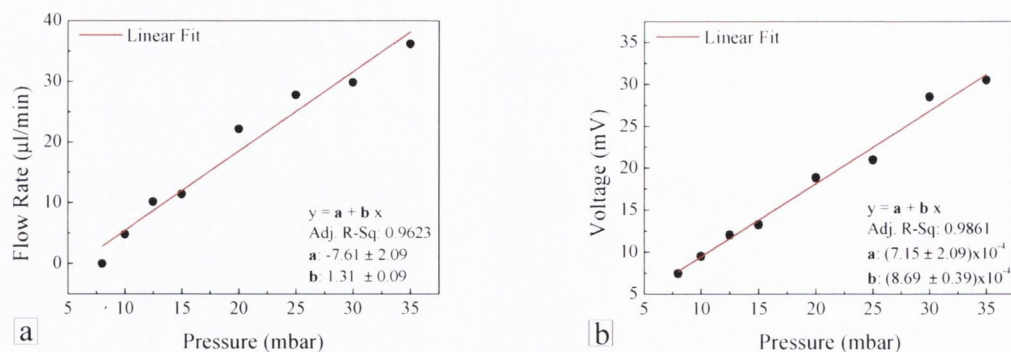 40
30
20
10
0
Flow Rate (µl/min)
Linear Fit
y = a + b x
Adj. R-Sq: 0.9623
a: -7.61 ± 2.09
b: 1.31 ± 0.09
5 10 15 20 25 30 35
Pressure (mbar)
a
35
30
25
20
15
10
5
Voltage (mV)
Linear Fit
y = a + b x
Adj. R-Sq: 0.9861
a: (7.15 ± 2.09)x10⁻⁴
b: (8.69 ± 0.39)x10⁻⁴
5 10 15 20 25 30 35
Pressure (mbar)
b